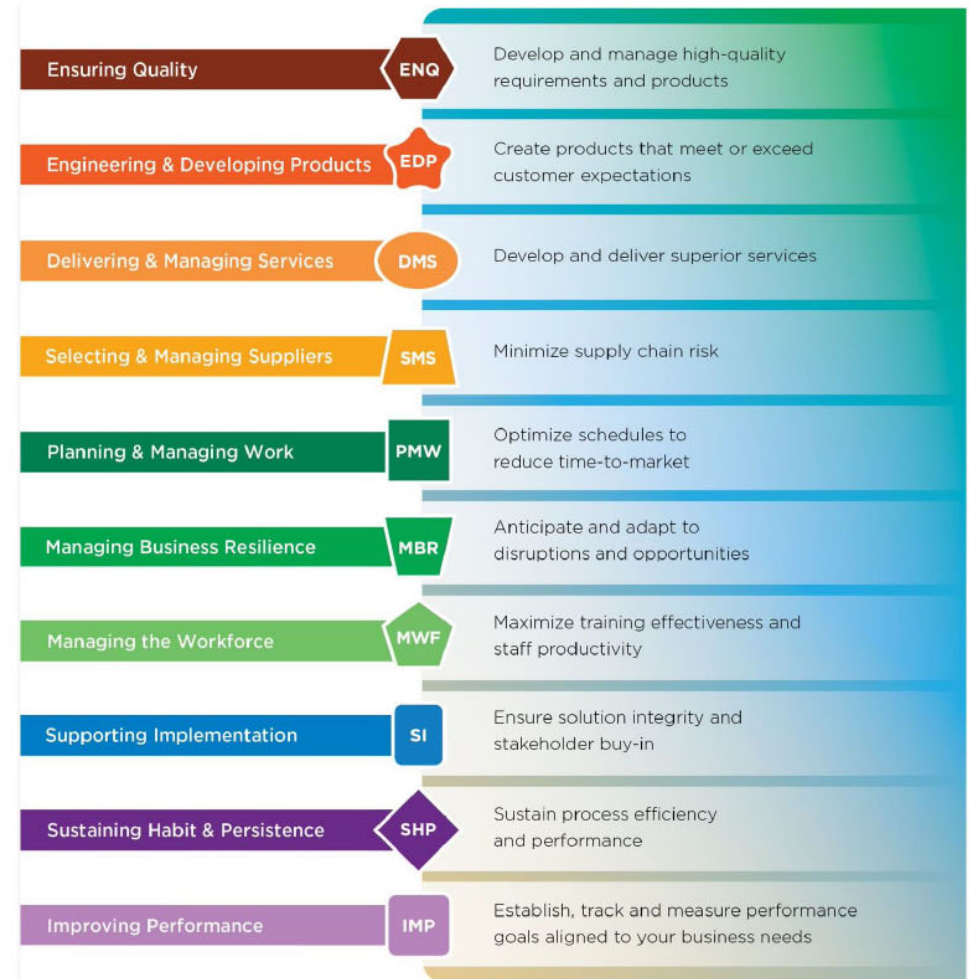 Ensuring Quality
ENQ
Develop and manage high-quality
requirements and products
Engineering & Developing Products
EDP
Create products that meet or exceed
customer expectations
Delivering & Managing Services
DMS
Develop and deliver superior services
Selecting & Managing Suppliers
SMS
Minimize supply chain risk
Planning & Managing Work
PMW
Optimize schedules to
reduce time-to-market
Managing Business Resilience
MBR
Anticipate and adapt to
disruptions and opportunities
Managing the Workforce
MWF
Maximize training effectiveness and
staff productivity
Supporting Implementation
SI
Ensure solution integrity and
stakeholder buy-in
Sustaining Habit & Persistence
SHP
Sustain process efficiency
and performance
Improving Performance
IMP
Establish, track and measure performance
goals aligned to your business needs